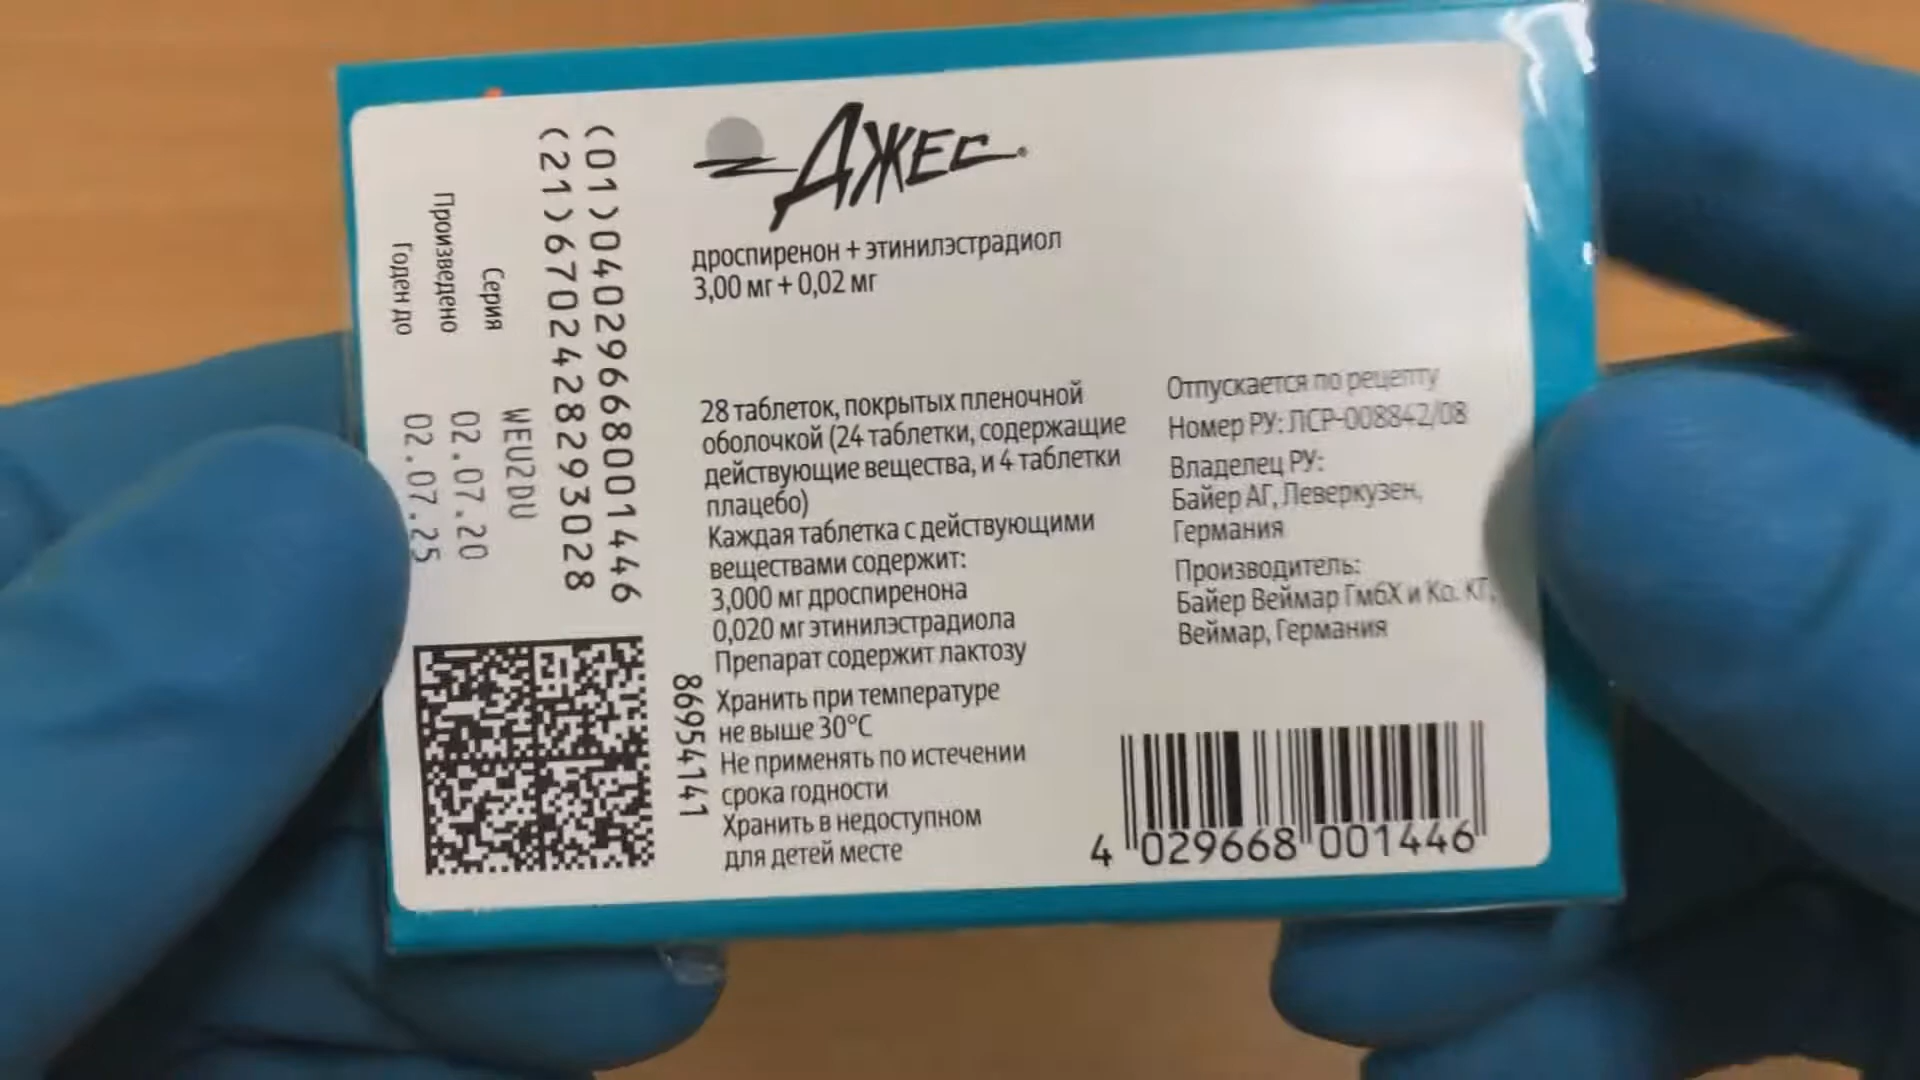 Джес®
дроспиренон + этинилэстрадиол
3,00 мг + 0,02 мг
28 таблеток, покрытых пленочной
оболочкой (24 таблетки, содержащие
действующие вещества, и 4 таблетки
плацебо)
Каждая таблетка с действующими
веществами содержит:
3,000 мг дроспиренона
0,020 мг этинилэстрадиола
Препарат содержит лактозу
Хранить при температуре
не выше 30°C
Не применять по истечении
срока годности
Хранить в недоступном
для детей месте
Отпускается по рецепту
Номер РУ: ЛСР-008842/08
Владелец РУ:
Байер АГ, Леверкузен,
Германия
Производитель:
Байер Веймар ГмбХ и Ко. КГ,
Веймар, Германия
4 029668 001446
86954141
(01)04029668001446
(21)6702428293028
Серия WEU2DU
Произведено 02.07.20
Годен до 02.07.25